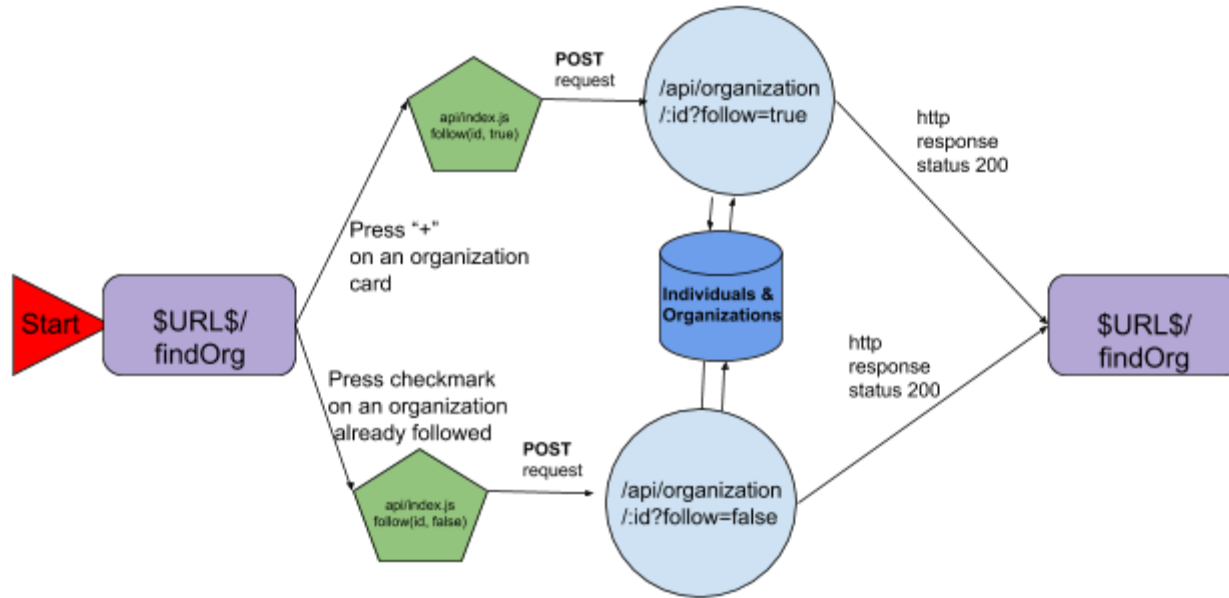 Start
$URL$/
findOrg
Press “+”
on an organization
card
api/index.js
follow(id, true)
POST
request
/api/organization
/:id?follow=true
http
response
status 200
Individuals &
Organizations
Press checkmark
on an organization
already followed
api/index.js
follow(id, false)
POST
request
/api/organization
/:id?follow=false
http
response
status 200
$URL$/
findOrg